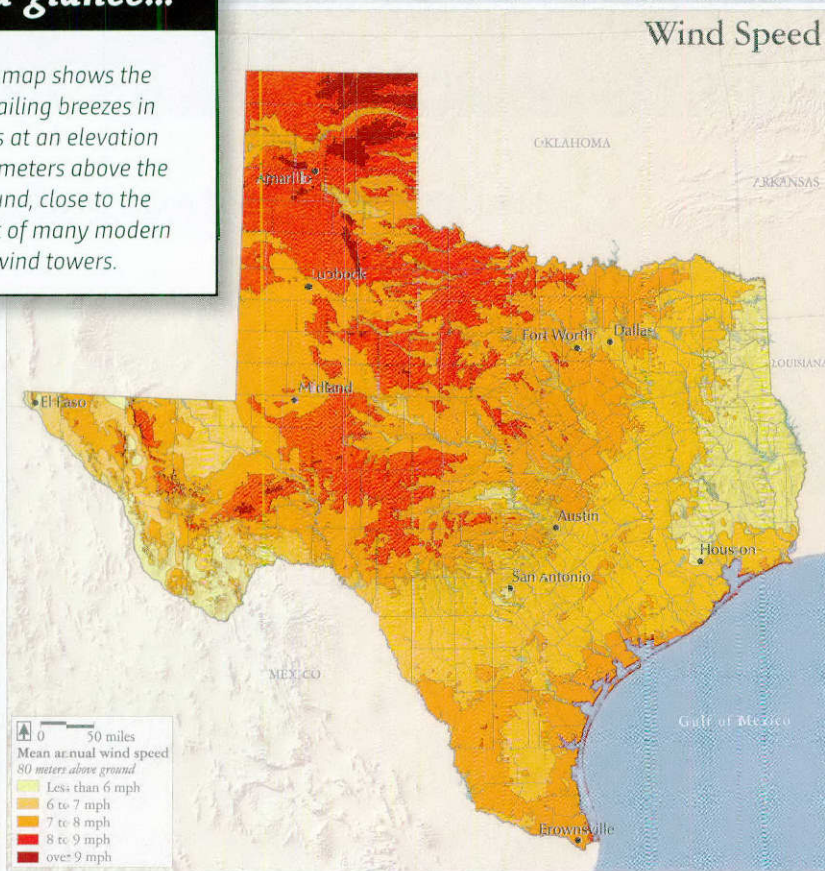 glance...
map shows the
ailing breezes in
s at an elevation
meters above the
und, close to the
t of many modern
wind towers.
Wind Speed
OKLAHOMA
ARKANSAS
Amarillo
Lubbock
Fort Worth
Dallas
LOUISIANA
El Paso
Midland
Austin
Houston
San Antonio
MEXICO
Gulf of Mexico
0 50 miles
Mean annual wind speed
80 meters above ground
Less than 6 mph
6 to 7 mph
7 to 8 mph
8 to 9 mph
over 9 mph
Brownsville